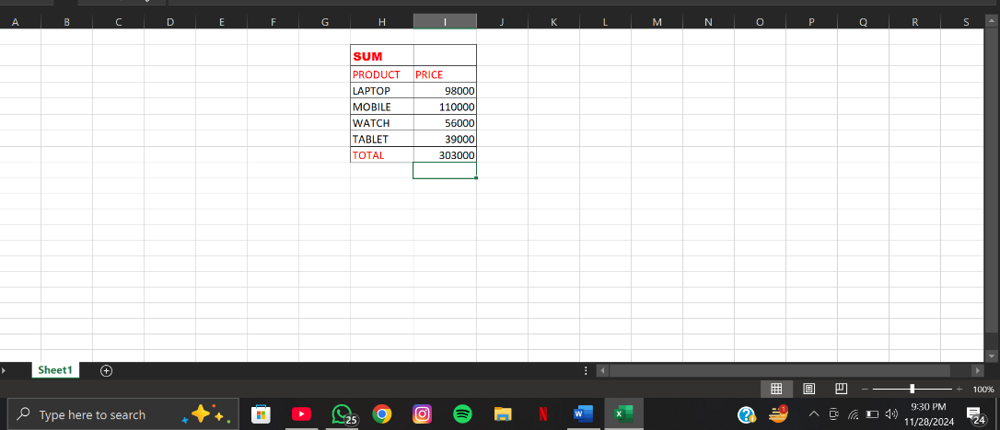 A B C D E F G H I J K L M N O P Q R S
SUM
PRODUCT PRICE
LAPTOP 98000
MOBILE 110000
WATCH 56000
TABLET 39000
TOTAL 303000
Sheet1
100%
Type here to search
25
W
X
1
9:30 PM
11/28/2024
24